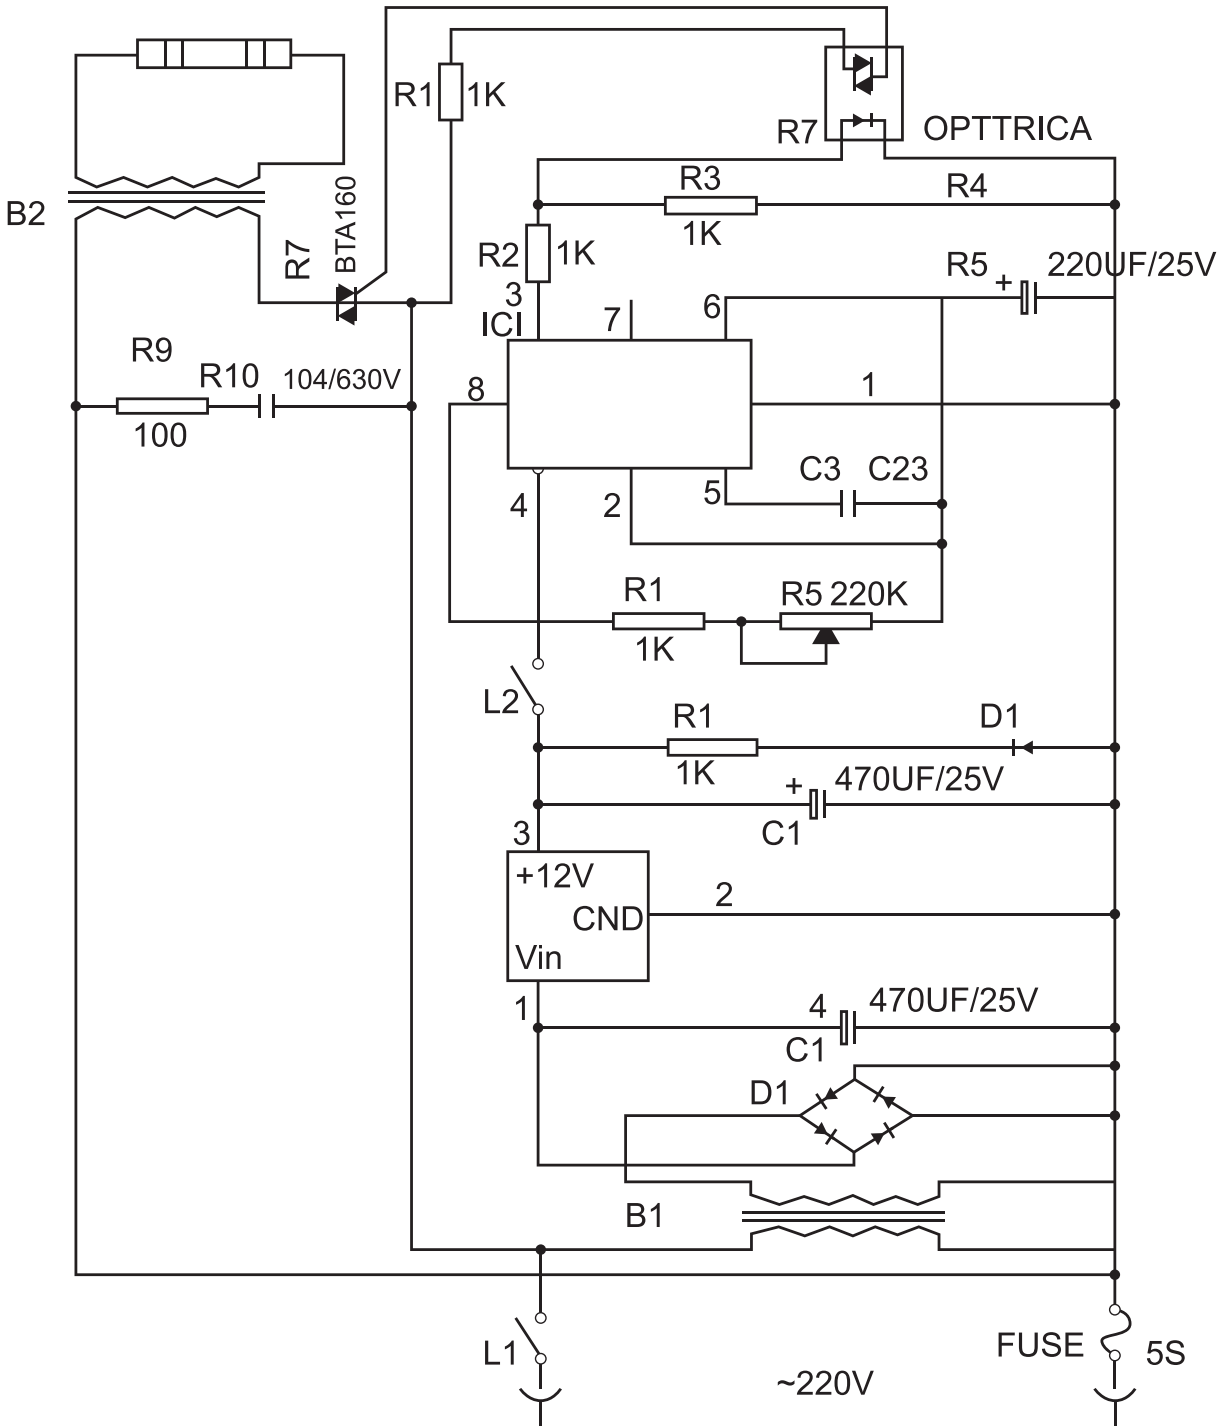 R1 1K
R7
OPTTRICA
R3
1K
R4
B2
R7
BTA160
R2 1K
R5
+
220UF/25V
3
ICI
7
6
R9
R10 104/630V
100
8
1
4
2
5
C3 C23
R1
1K
R5 220K
L2
R1
1K
D1
+
470UF/25V
C1
3
+12V
CND
Vin
2
1
4
470UF/25V
C1
D1
B1
L1
~220V
FUSE
5S